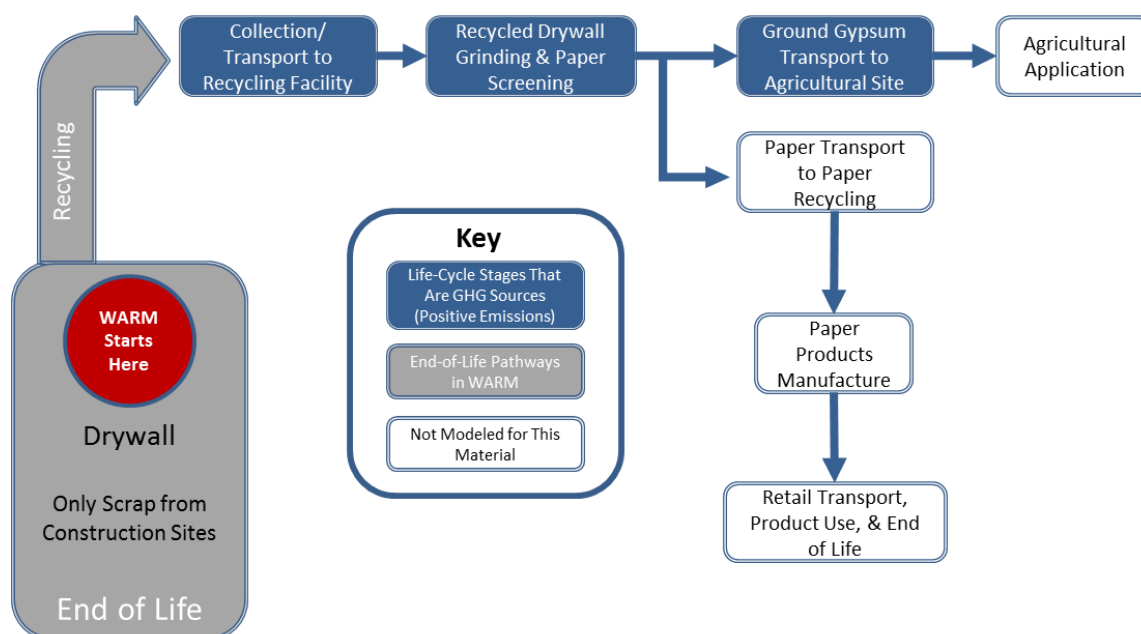 Collection/
Transport to
Recycling Facility
Recycled Drywall
Grinding & Paper
Screening
Ground Gypsum
Transport to
Agricultural Site
Agricultural
Application
Recycling
Paper Transport
to Paper
Recycling
Key
Life-Cycle Stages That
Are GHG Sources
(Positive Emissions)
End-of-Life Pathways
in WARM
Not Modeled for This
Material
WARM
Starts
Here
Drywall
Only Scrap from
Construction Sites
End of Life
Paper
Products
Manufacture
Retail Transport,
Product Use, & End
of Life